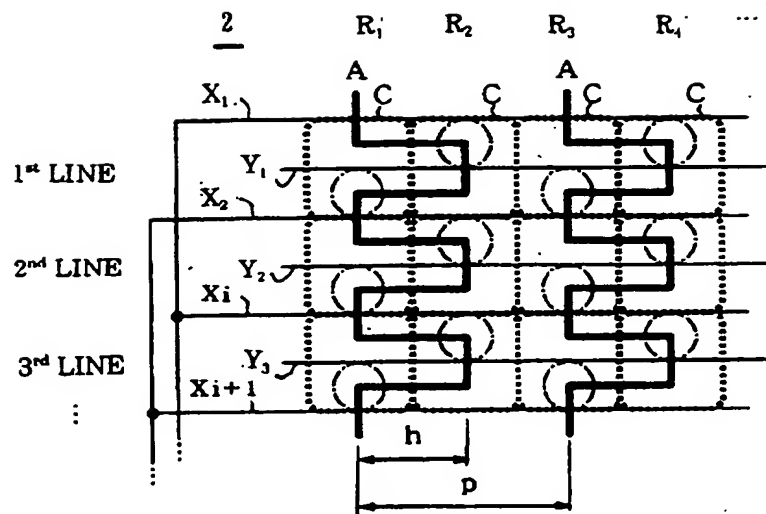 2 R₁ R₂ R₃ R₄ ...
A A
X₁ C C C C
1st LINE Y₁
X₂
2nd LINE Y₂
Xi
3rd LINE Y₃
⋮ Xi+1
h
p